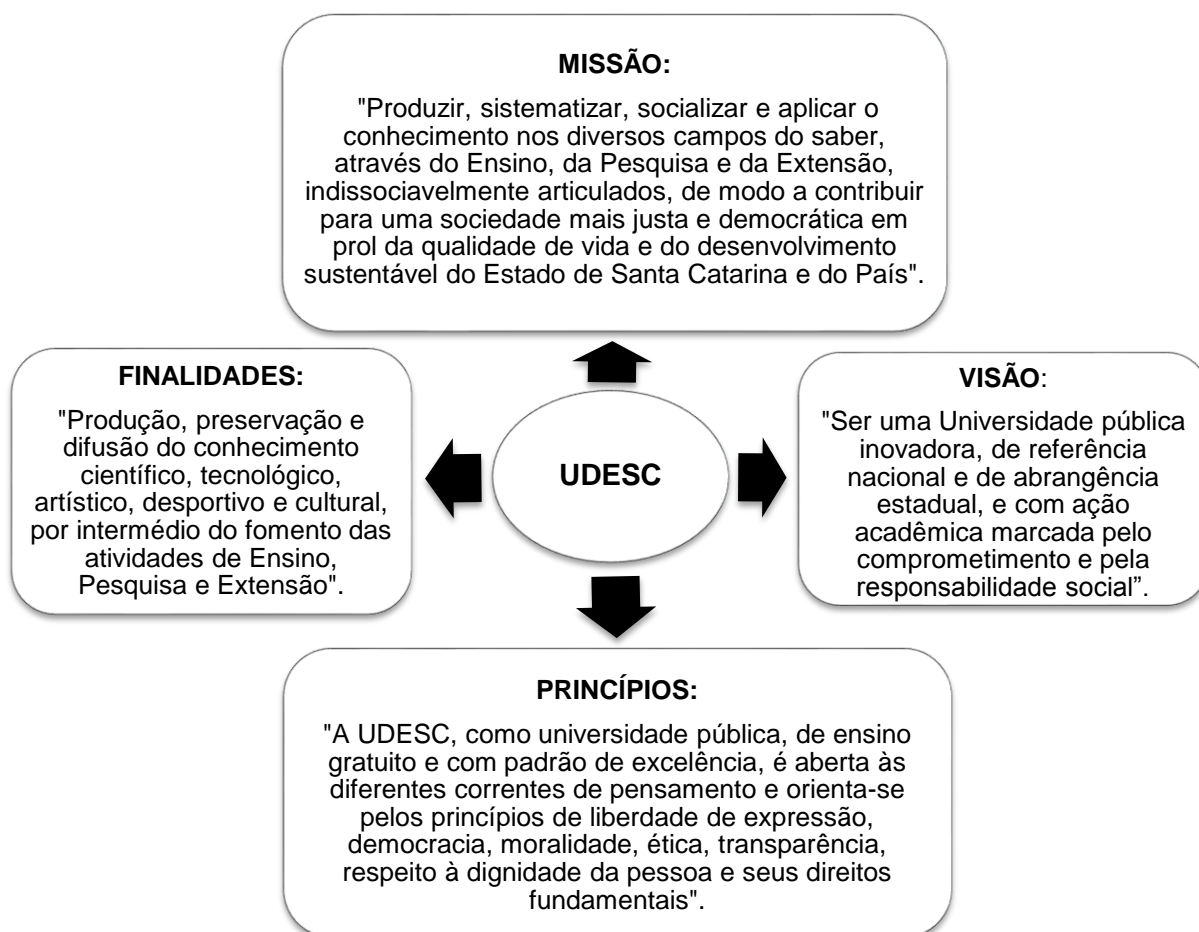 MISSÃO:
"Produzir, sistematizar, socializar e aplicar o
conhecimento nos diversos campos do saber,
através do Ensino, da Pesquisa e da Extensão,
indissociavelmente articulados, de modo a contribuir
para uma sociedade mais justa e democrática em
prol da qualidade de vida e do desenvolvimento
sustentável do Estado de Santa Catarina e do País".
FINALIDADES:
"Produção, preservação e
difusão do conhecimento
científico, tecnológico,
artístico, desportivo e cultural,
por intermédio do fomento das
atividades de Ensino,
Pesquisa e Extensão".
UDESC
VISÃO:
"Ser uma Universidade pública
inovadora, de referência
nacional e de abrangência
estadual, e com ação
acadêmica marcada pelo
comprometimento e pela
responsabilidade social”.
PRINCÍPIOS:
"A UDESC, como universidade pública, de ensino
gratuito e com padrão de excelência, é aberta às
diferentes correntes de pensamento e orienta-se
pelos princípios de liberdade de expressão,
democracia, moralidade, ética, transparência,
respeito à dignidade da pessoa e seus direitos
fundamentais".